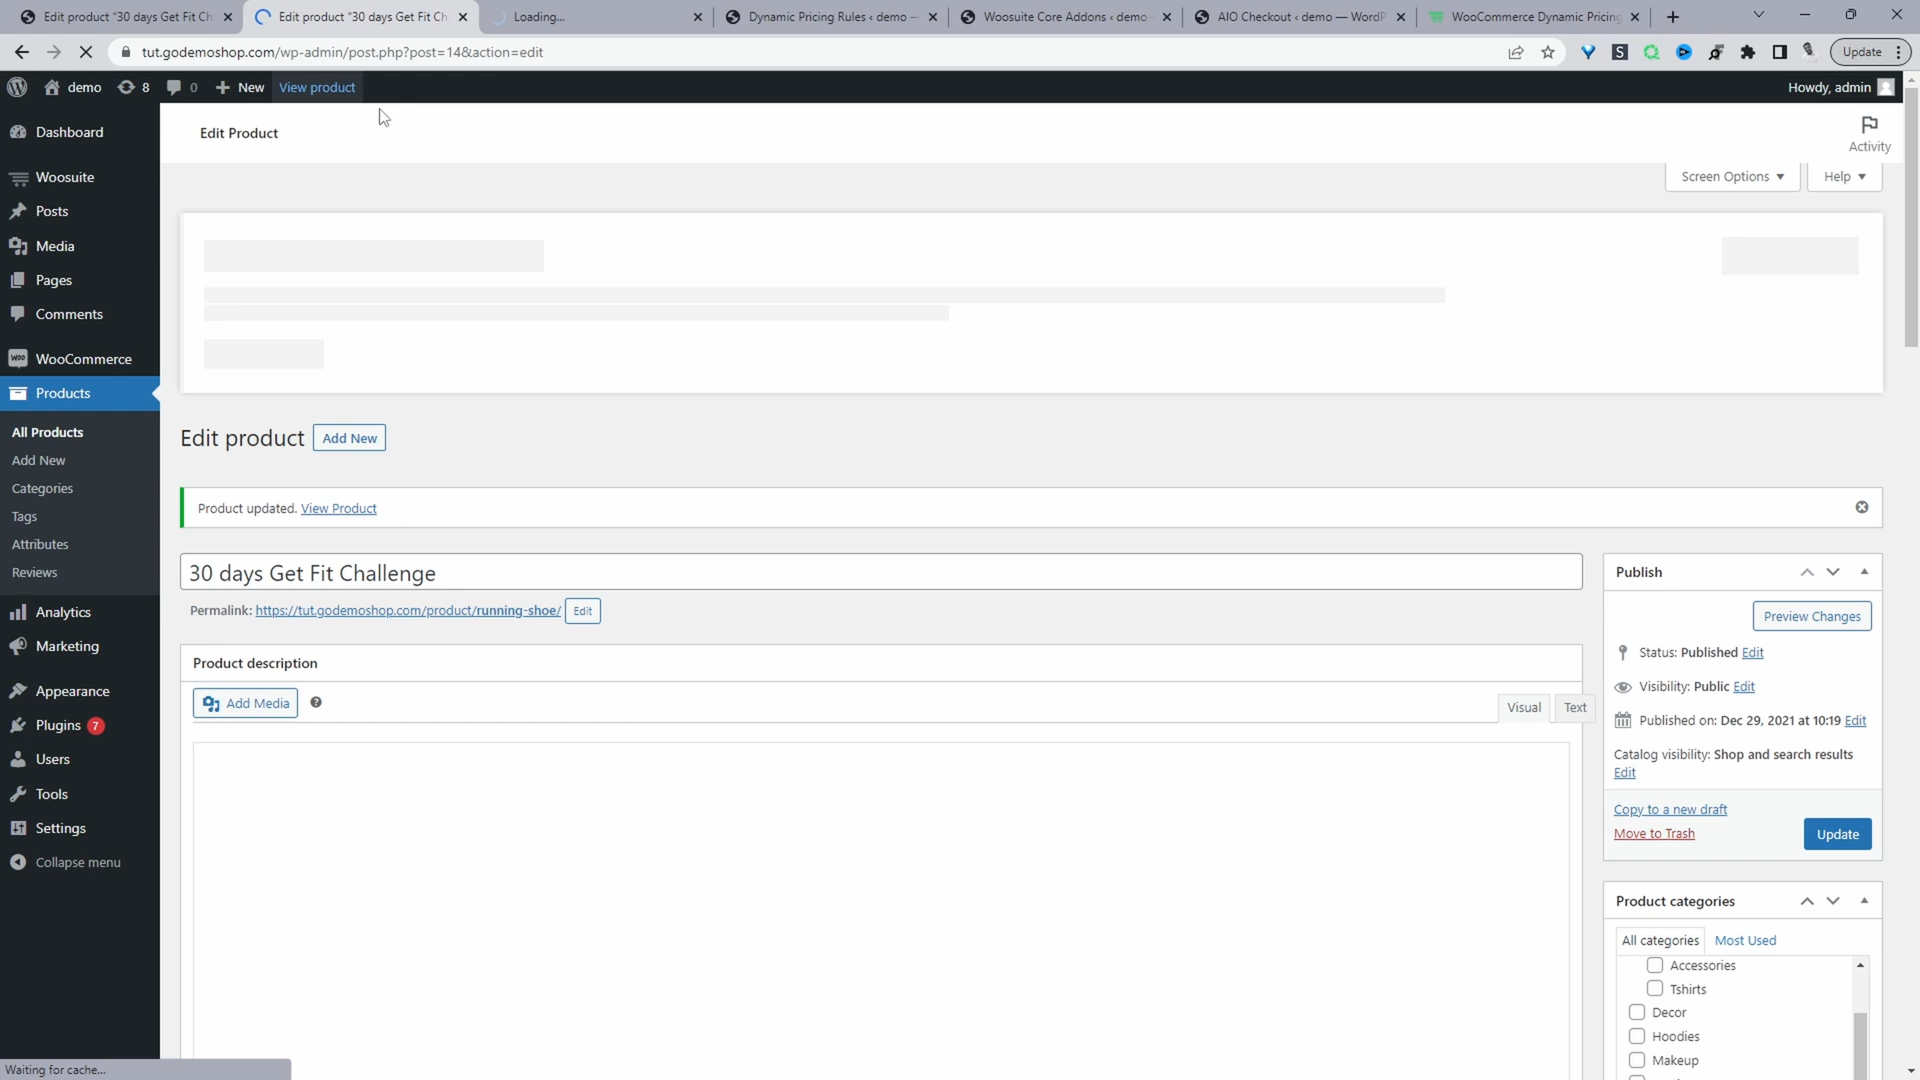 Edit product “30 days Get Fit Ch
Edit product “30 days Get Fit Ch
Loading...
Dynamic Pricing Rules ‹ demo —
Woosuite Core Addons ‹ demo
AIO Checkout ‹ demo — WordP
WooCommerce Dynamic Pricing
tut.godemoshop.com/wp-admin/post.php?post=14&action=edit
Update
demo
8
0
New
View product
Howdy, admin
Dashboard
Woosuite
Posts
Media
Pages
Comments
WooCommerce
Products
All Products
Add New
Categories
Tags
Attributes
Reviews
Analytics
Marketing
Appearance
Plugins 7
Users
Tools
Settings
Collapse menu
Edit Product
Activity
Screen Options
Help
Edit product
Add New
Product updated. View Product
30 days Get Fit Challenge
Permalink: https://tut.godemoshop.com/product/running-shoe/ Edit
Product description
Add Media
Visual
Text
Publish
Preview Changes
Status: Published Edit
Visibility: Public Edit
Published on: Dec 29, 2021 at 10:19 Edit
Catalog visibility: Shop and search results
Edit
Copy to a new draft
Move to Trash
Update
Product categories
All categories
Most Used
Accessories
Tshirts
Decor
Hoodies
Makeup
Waiting for cache...